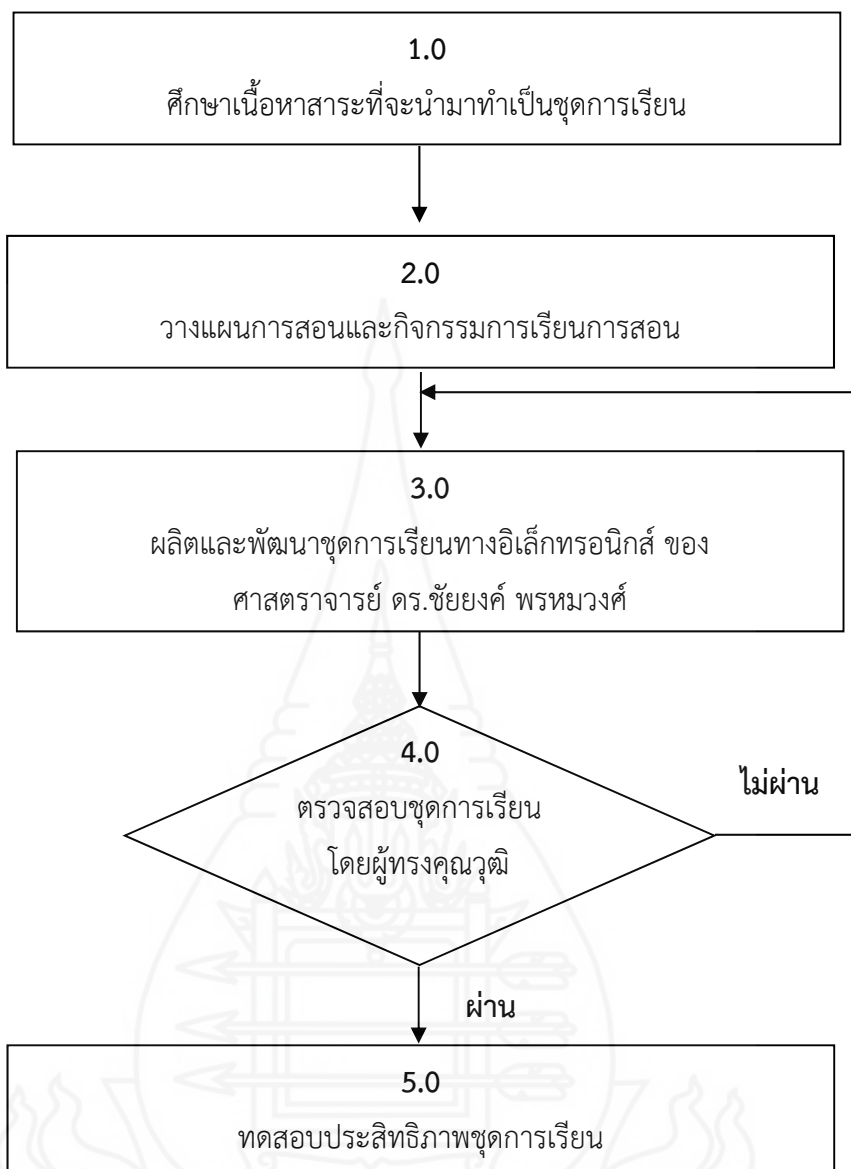 1.0
ศึกษาเนื้อหาสาระที่จะนำมาทำเป็นชุดการเรียน
2.0
วางแผนการสอนและกิจกรรมการเรียนการสอน
3.0
ผลิตและพัฒนาชุดการเรียนทางอิเล็กทรอนิกส์ ของ
ศาสตราจารย์ ดร.ชัยยงค์ พรหมวงศ์
4.0
ตรวจสอบชุดการเรียน
โดยผู้ทรงคุณวุฒิ
ไม่ผ่าน
ผ่าน
5.0
ทดสอบประสิทธิภาพชุดการเรียน